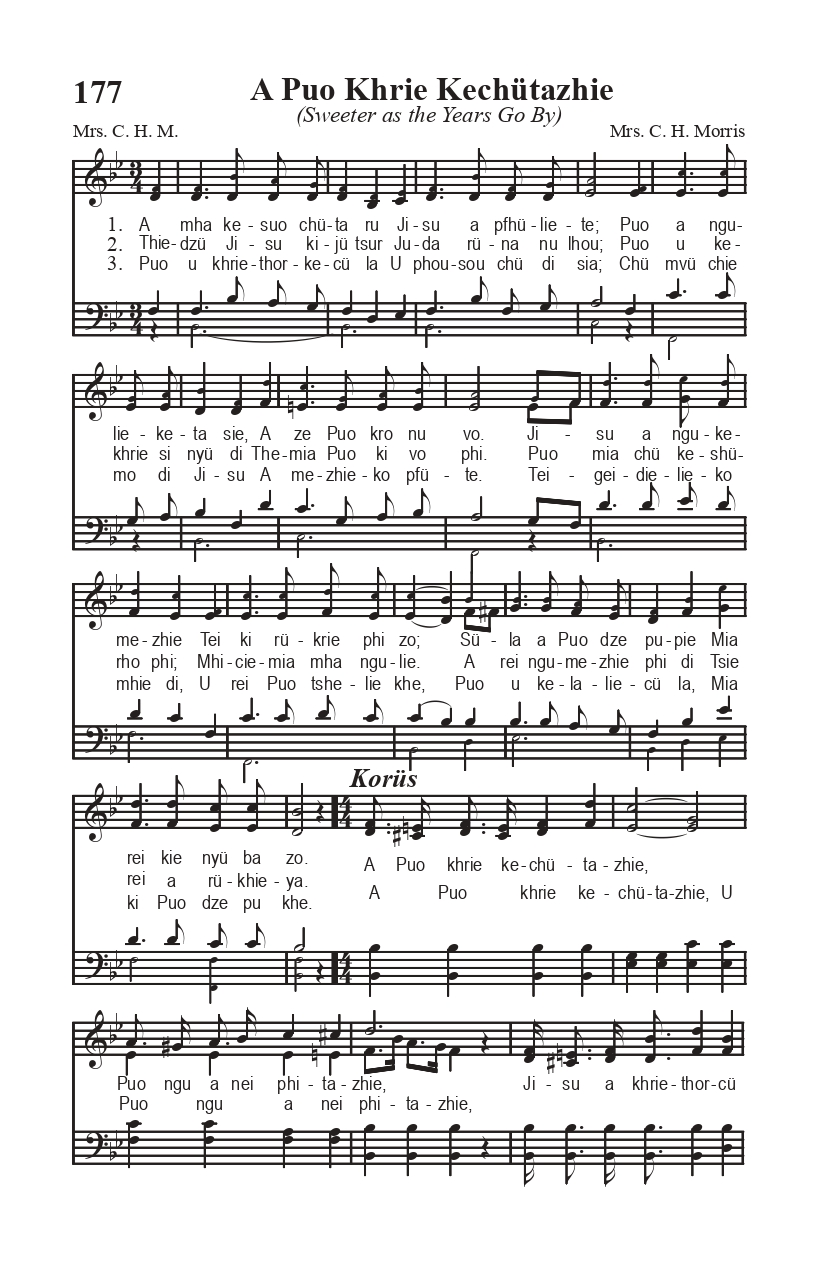 177
A Puo Khrie Kechütazhie
(Sweeter as the Years Go By)
Mrs. C. H. M.
Mrs. C. H. Morris
1. A mha ke - suo chü - ta ru Ji - su a pfhü - lie - te; Puo a ngu -
2. Thie - dzü Ji - su ki - jü tsur Ju - da rü - na nu lhou; Puo u ke -
3. Puo u khrie - thor - ke - cü la U phou - sou chü di sia; Chü mvü chie
lie - ke - ta sie, A ze Puo kro nu vo. Ji - su a ngu - ke -
khrie si nyü di The - mia Puo ki vo phi. Puo mia chü ke - shü -
mo di Ji - su A me - zhie - ko pfü - te. Tei - gei - die - lie - ko
me - zhie Tei ki rü - krie phi zo; Sü - la a Puo dze pu - pie Mia
rho phi; Mhi - cie - mia mha ngu - lie. A rei ngu - me - zhie phi di Tsie
mhie di, U rei Puo tshe - lie khe, Puo u ke - la - lie - cü la, Mia
Korüs
rei kie nyü ba zo.
rei a rü - khie - ya.
ki Puo dze pu khe.
A Puo khrie ke - chü - ta - zhie,
A Puo khrie ke - chü - ta - zhie, U
Puo ngu a nei phi - ta - zhie, Ji - su a khrie - thor - cü
Puo ngu a nei phi - ta - zhie,